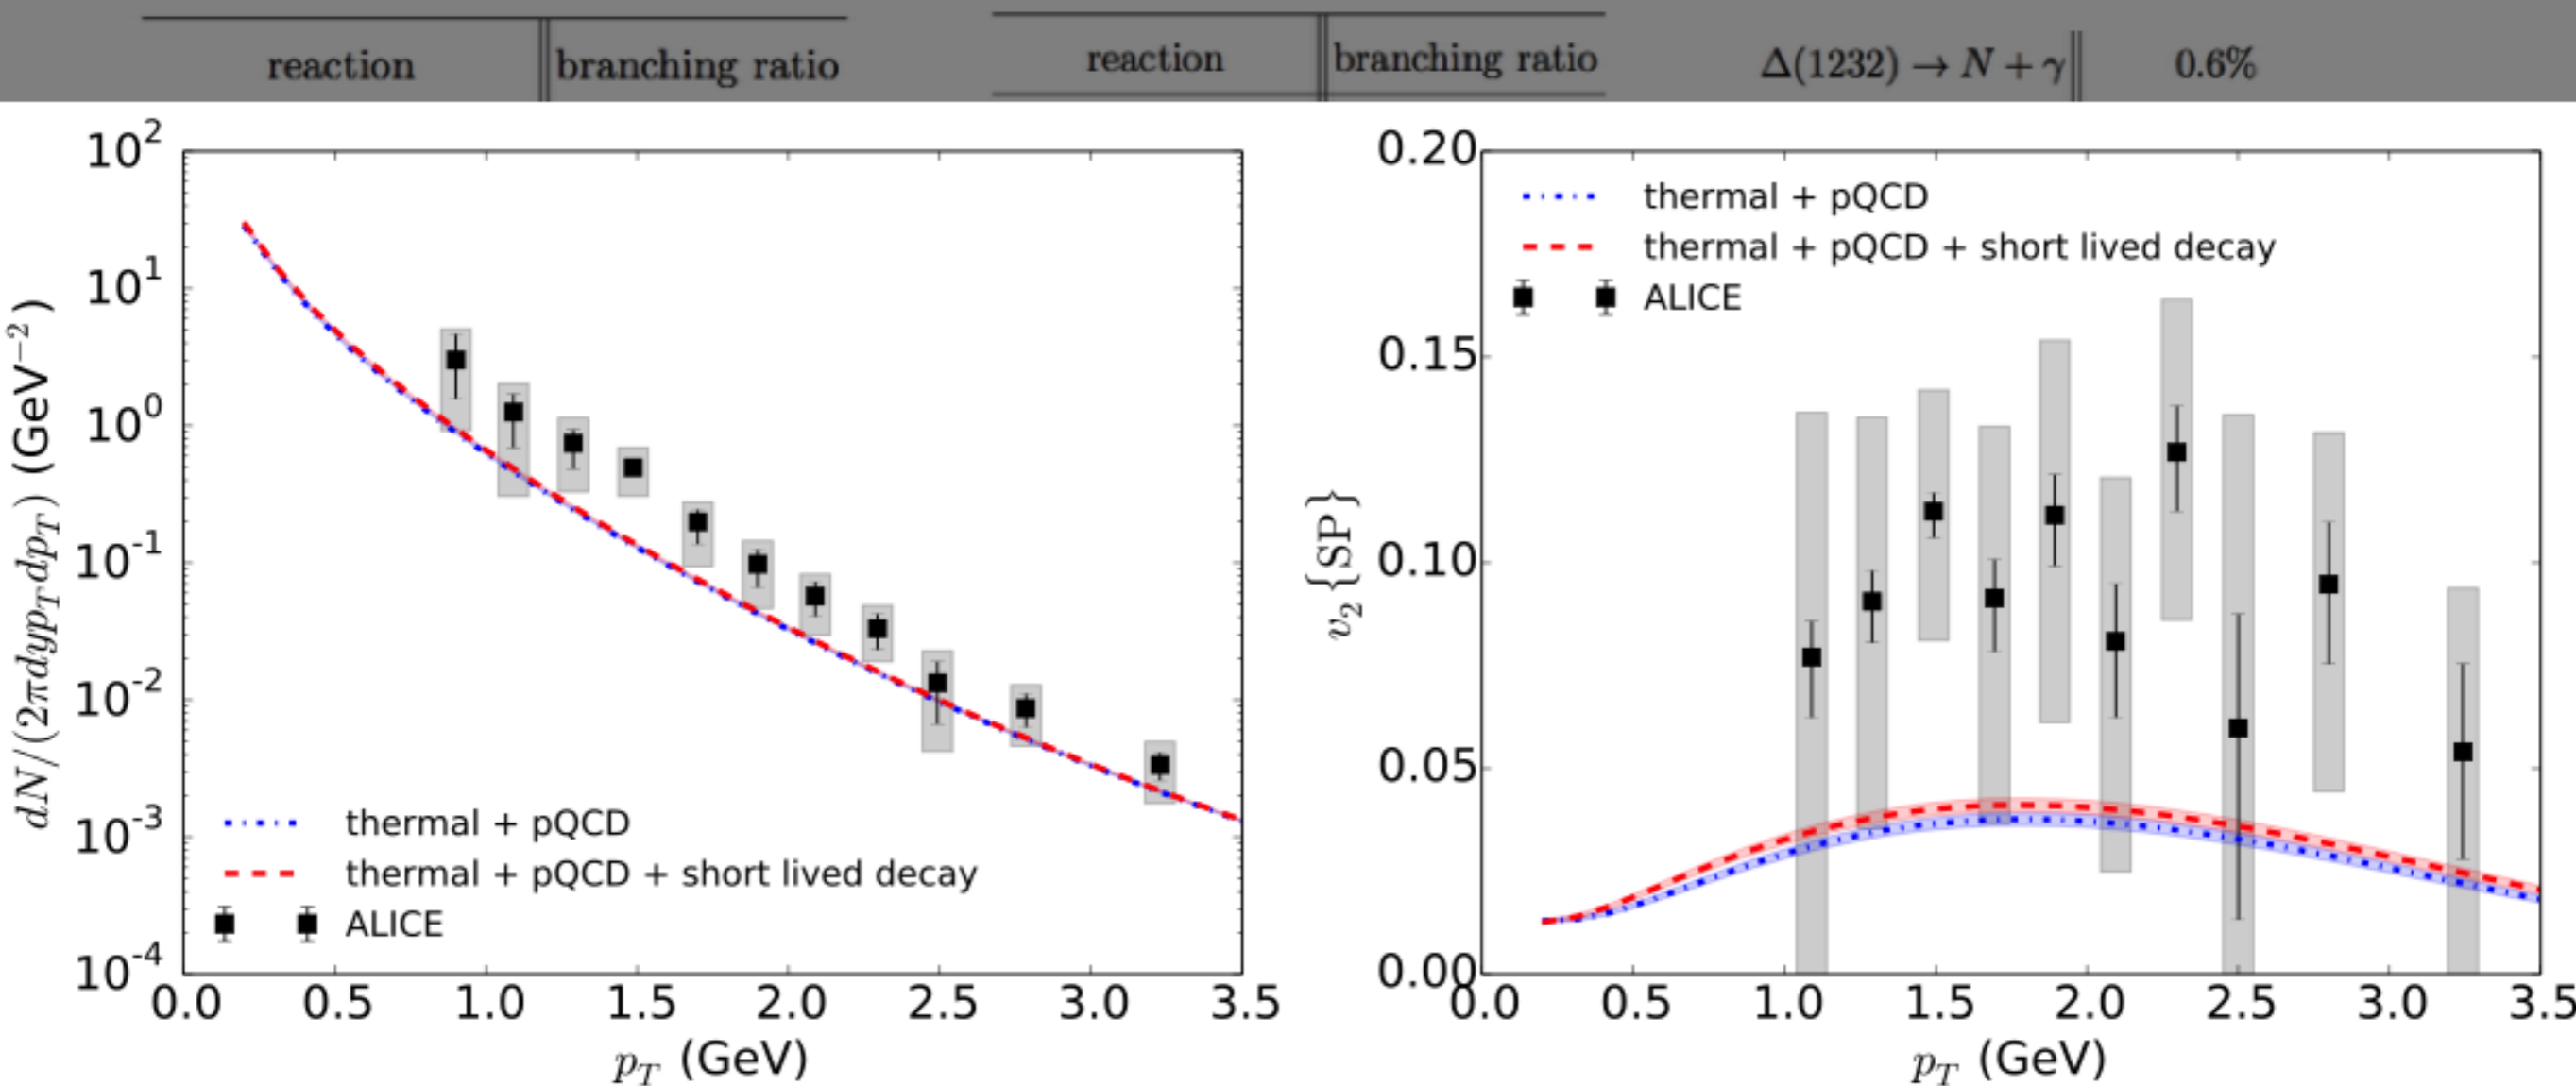 reaction branching ratio
reaction branching ratio
Δ(1232) → N + γ 0.6%
10^2
10^1
10^0
10^-1
10^-2
10^-3
10^-4
dN/(2πdyp_T dp_T) (GeV^-2)
thermal + pQCD
thermal + pQCD + short lived decay
ALICE
0.0 0.5 1.0 1.5 2.0 2.5 3.0 3.5
p_T (GeV)
0.20
0.15
0.10
0.05
0.00
v_2{SP}
thermal + pQCD
thermal + pQCD + short lived decay
ALICE
0.0 0.5 1.0 1.5 2.0 2.5 3.0 3.5
p_T (GeV)